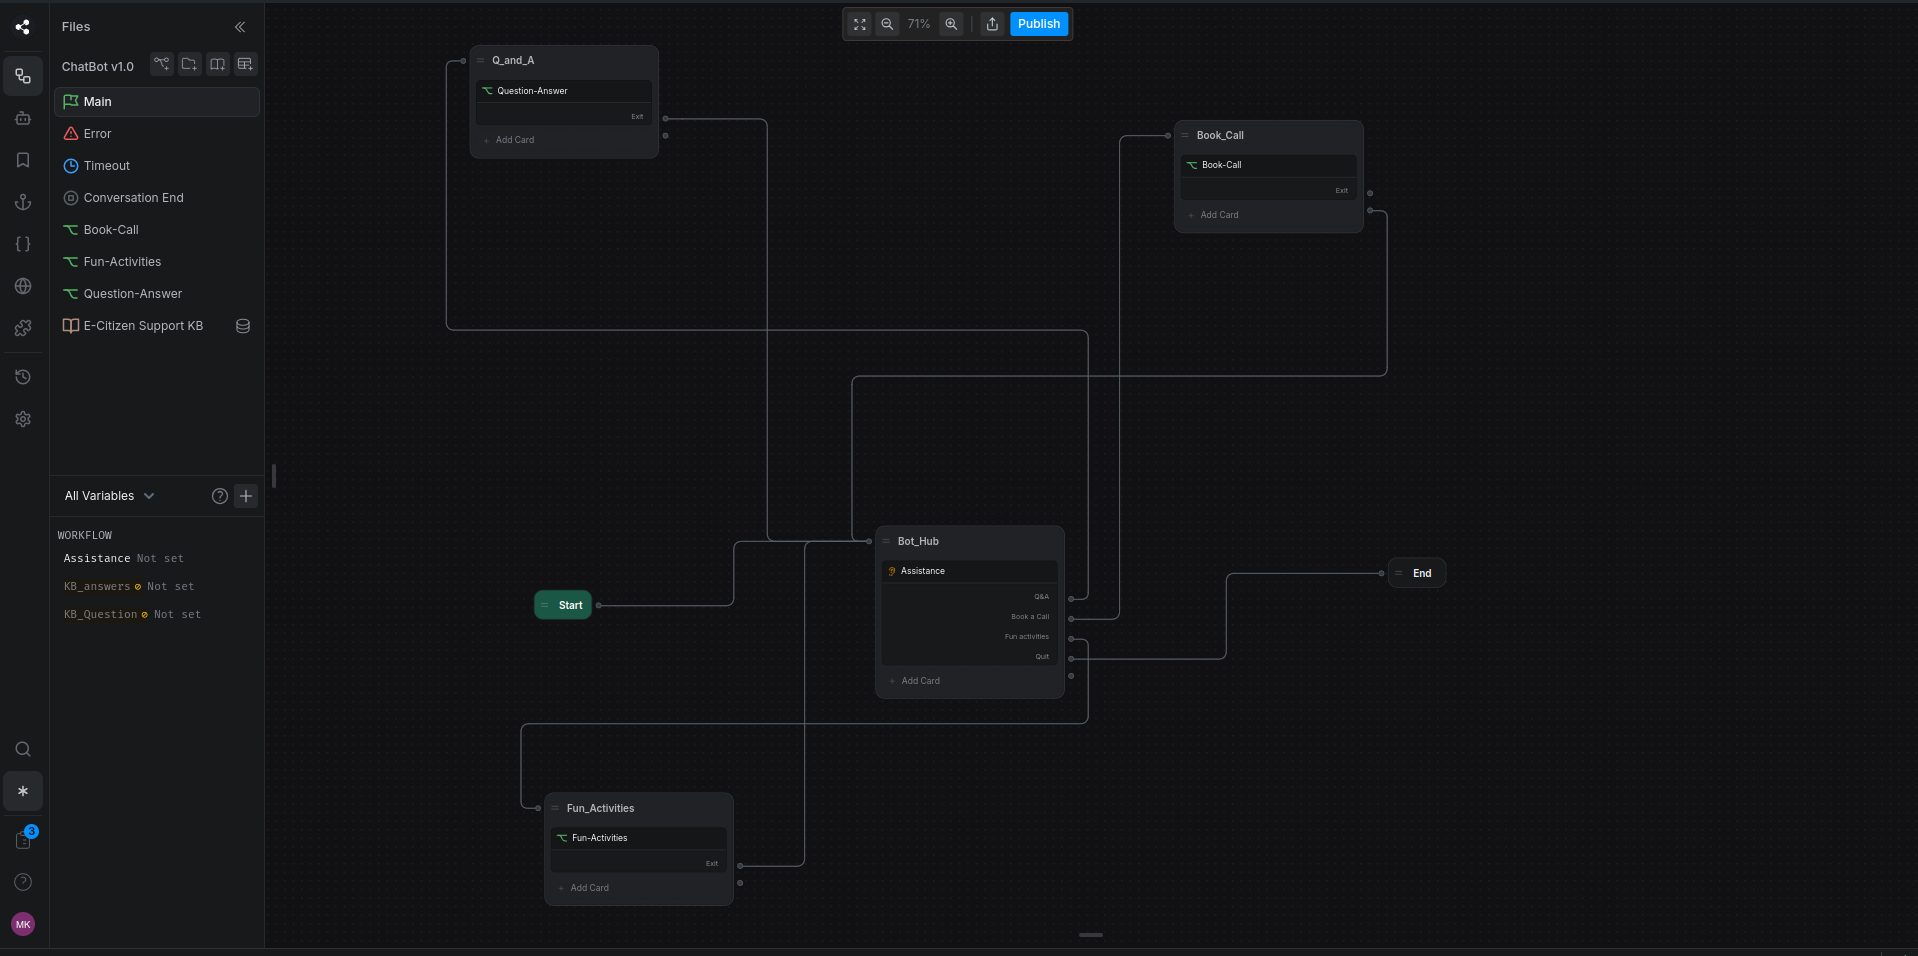 Files
ChatBot v1.0
Main
Error
Timeout
Conversation End
Book-Call
Fun-Activities
Question-Answer
E-Citizen Support KB
All Variables
WORKFLOW
Assistance Not set
KB_answers Not set
KB_Question Not set
3
MK
71%
Publish
Q_and_A
Question-Answer
Exit
+ Add Card
Book_Call
Book-Call
Exit
+ Add Card
Bot_Hub
Assistance
Q&A
Book a Call
Fun activities
Quit
+ Add Card
Start
End
Fun_Activities
Fun-Activities
Exit
+ Add Card